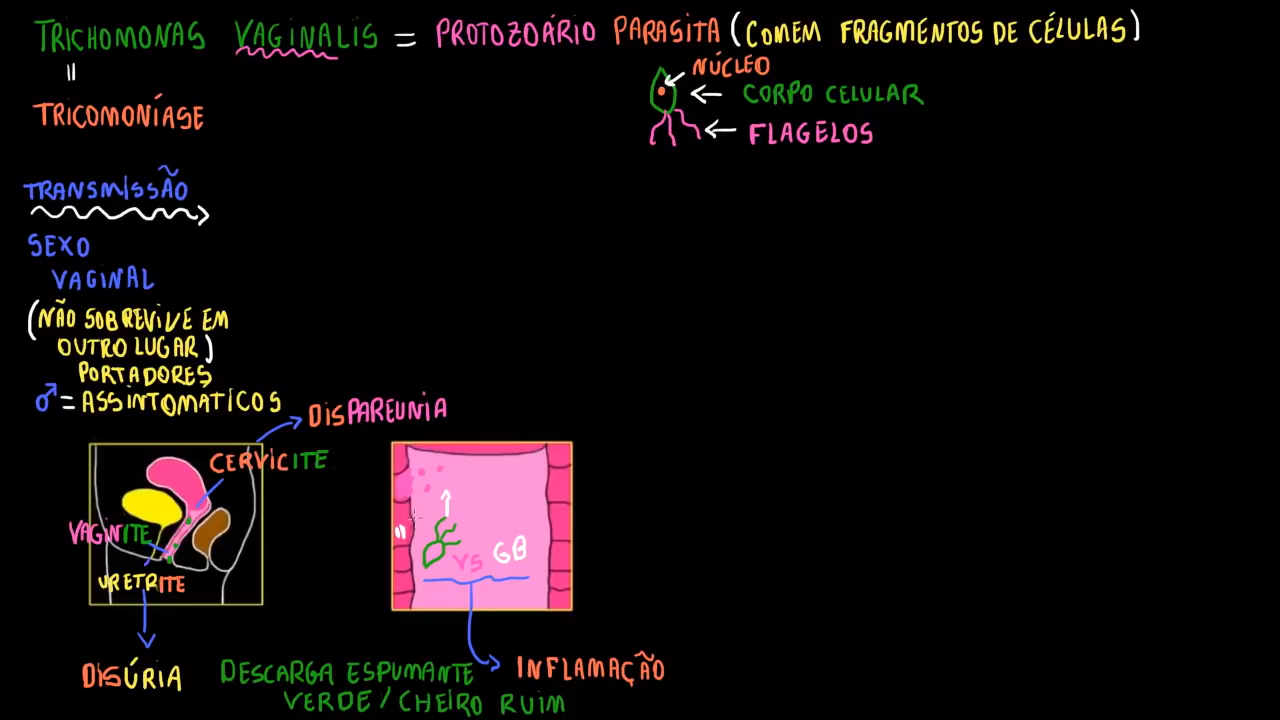 TRICHOMONAS VAGINALIS = PROTOZOÁRIO PARASITA (COMEM FRAGMENTOS DE CÉLULAS)
NÚCLEO
CORPO CELULAR
FLAGELOS
TRICOMONÍASE
TRANSMISSÃO
SEXO
VAGINAL
(NÃO SOBREVIVE EM
OUTRO LUGAR)
PORTADORES
♂ = ASSINTOMÁTICOS
DISPAREUNIA
CERVICITE
VAGINITE
URETRITE
VS GB
DISÚRIA
DESCARGA ESPUMANTE
VERDE/CHEIRO RUIM
INFLAMAÇÃO